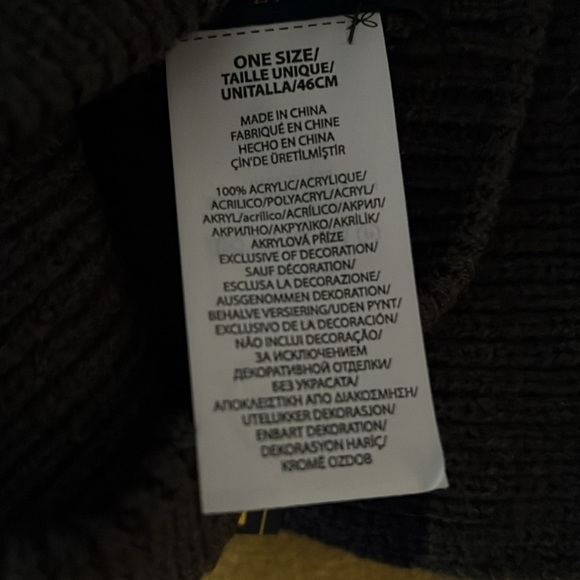 ONE SIZE/
TAILLE UNIQUE/
UNITALLA/46CM
MADE IN CHINA
FABRIQUÉ EN CHINE
HECHO EN CHINA
ÇİN'DE ÜRETİLMİŞTİR
100% ACRYLIC/ACRYLIQUE/
ACRILICO/POLYACRYL/ACRYL/
AKRYL/acrílico/ACRÍLICO/АКРИЛ/
АКРИЛНО/ΑΚΡΥΛΙΚΟ/AKRİLİK/
AKRYLOVÁ PŘÍZE
EXCLUSIVE OF DECORATION/
SAUF DÉCORATION/
ESCLUSA LA DECORAZIONE/
AUSGENOMMEN DEKORATION/
BEHALVE VERSIERING/UDEN PYNT/
EXCLUSIVO DE LA DECORACIÓN/
NÃO INCLUI DECORAÇÃO/
ЗА ИСКЛЮЧЕНИЕМ
ДЕКОРАТИВНОЙ ОТДЕЛКИ/
БЕЗ УКРАСАТА/
ΑΠΟΚΛΕΙΣΤΙΚΗ ΑΠΟ ΔΙΑΚΟΣΜΗΣΗ/
UTELUKKER DEKORASJON/
ENBART DEKORATION/
DEKORASYON HARİÇ/
KROMĚ OZDOB